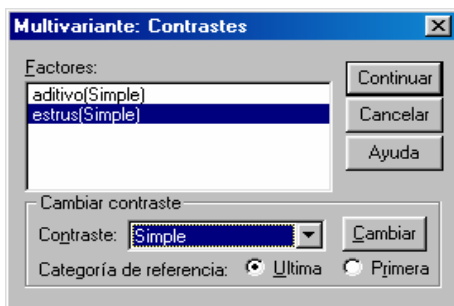 Multivariante: Contrastes
Factores:
aditivo(Simple)
estrus(Simple)
Continuar
Cancelar
Ayuda
Cambiar contraste
Contraste: Simple
Cambiar
Categoría de referencia: Ultima Primera